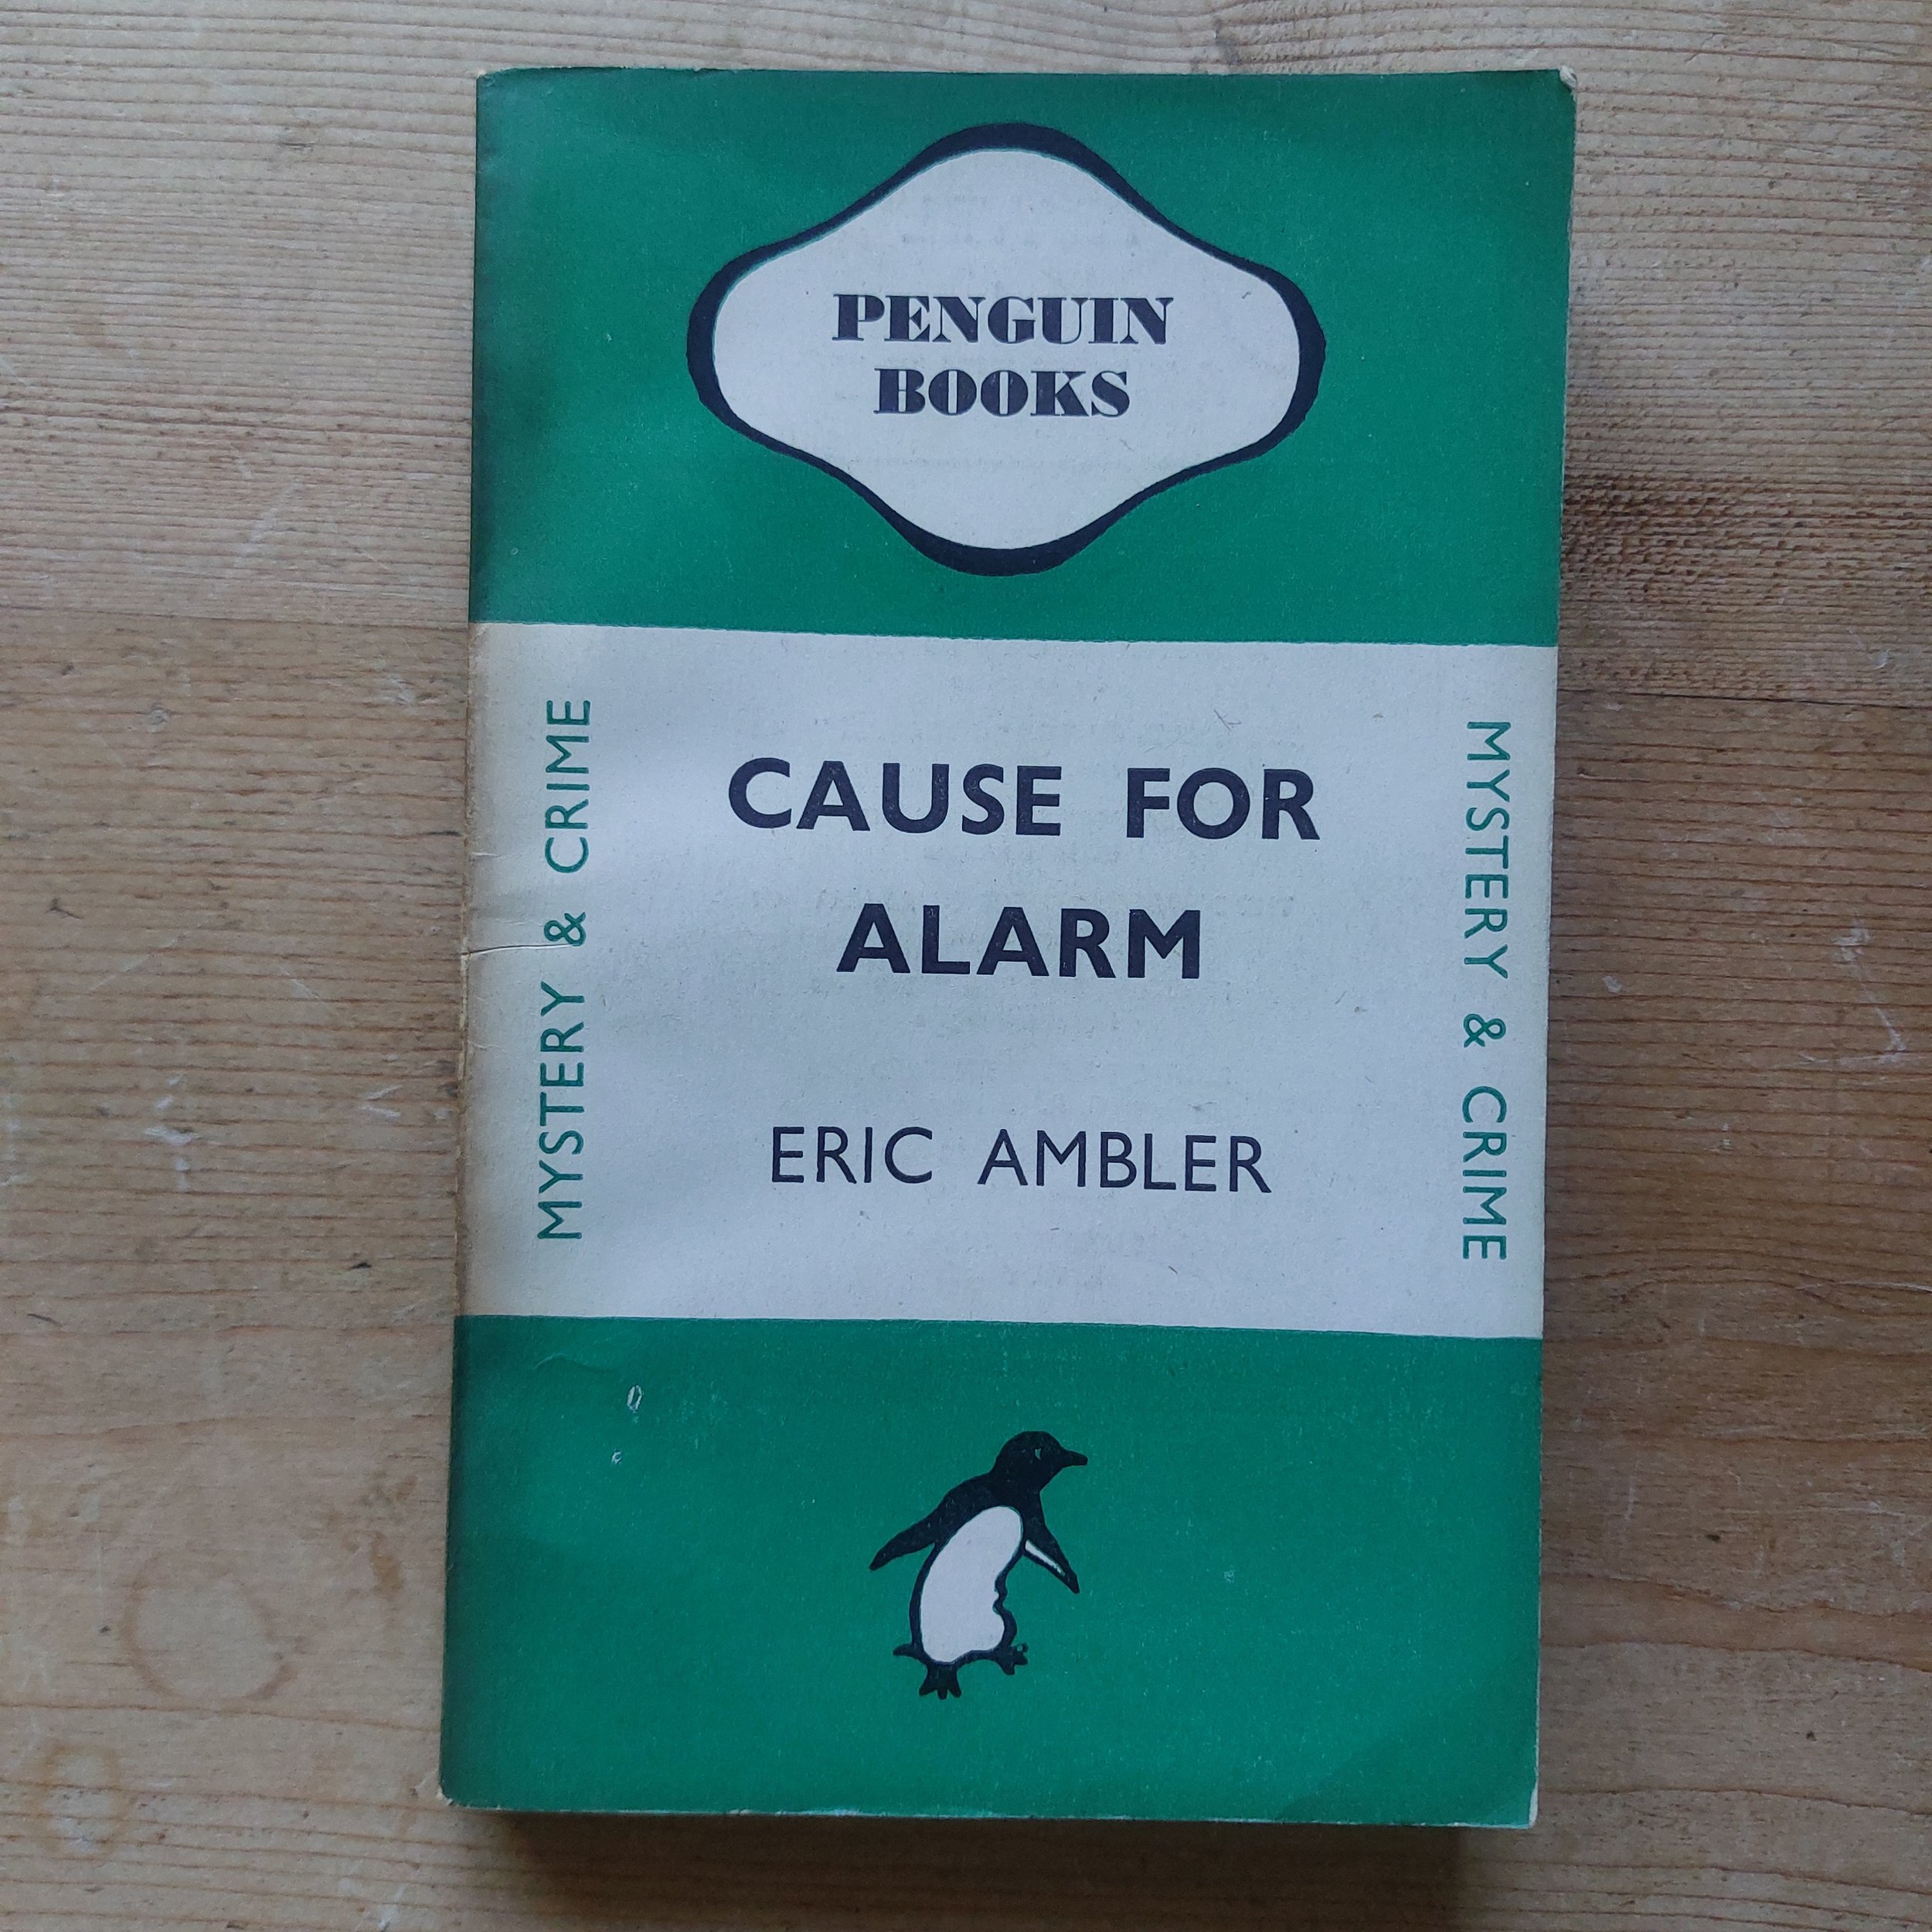 PENGUIN
BOOKS
MYSTERY & CRIME
CAUSE FOR
ALARM
ERIC AMBLER
MYSTERY & CRIME